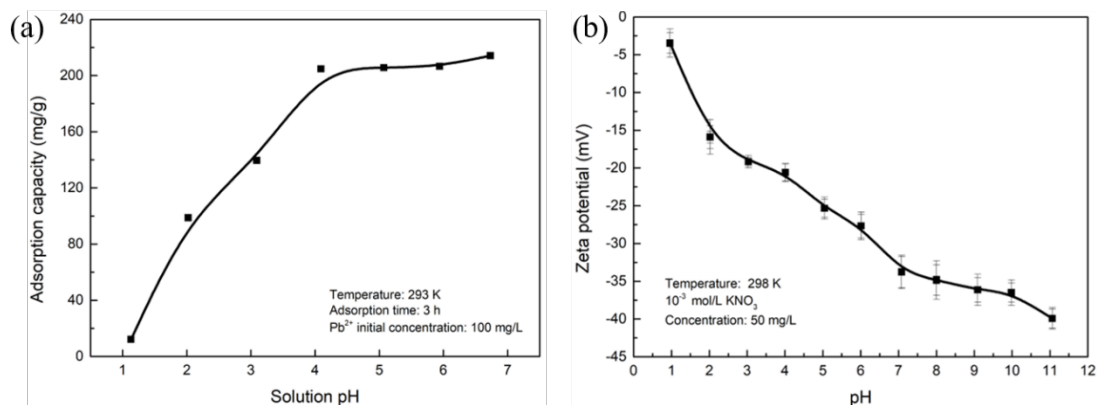 (a)
240
200
160
120
80
40
0
Adsorption capacity (mg/g)
Temperature: 293 K
Adsorption time: 3 h
Pb²⁺ initial concentration: 100 mg/L
1 2 3 4 5 6 7
Solution pH
(b)
0
-5
-10
-15
-20
-25
-30
-35
-40
-45
Zeta potential (mV)
Temperature: 298 K
10⁻³ mol/L KNO₃
Concentration: 50 mg/L
0 1 2 3 4 5 6 7 8 9 10 11 12
pH